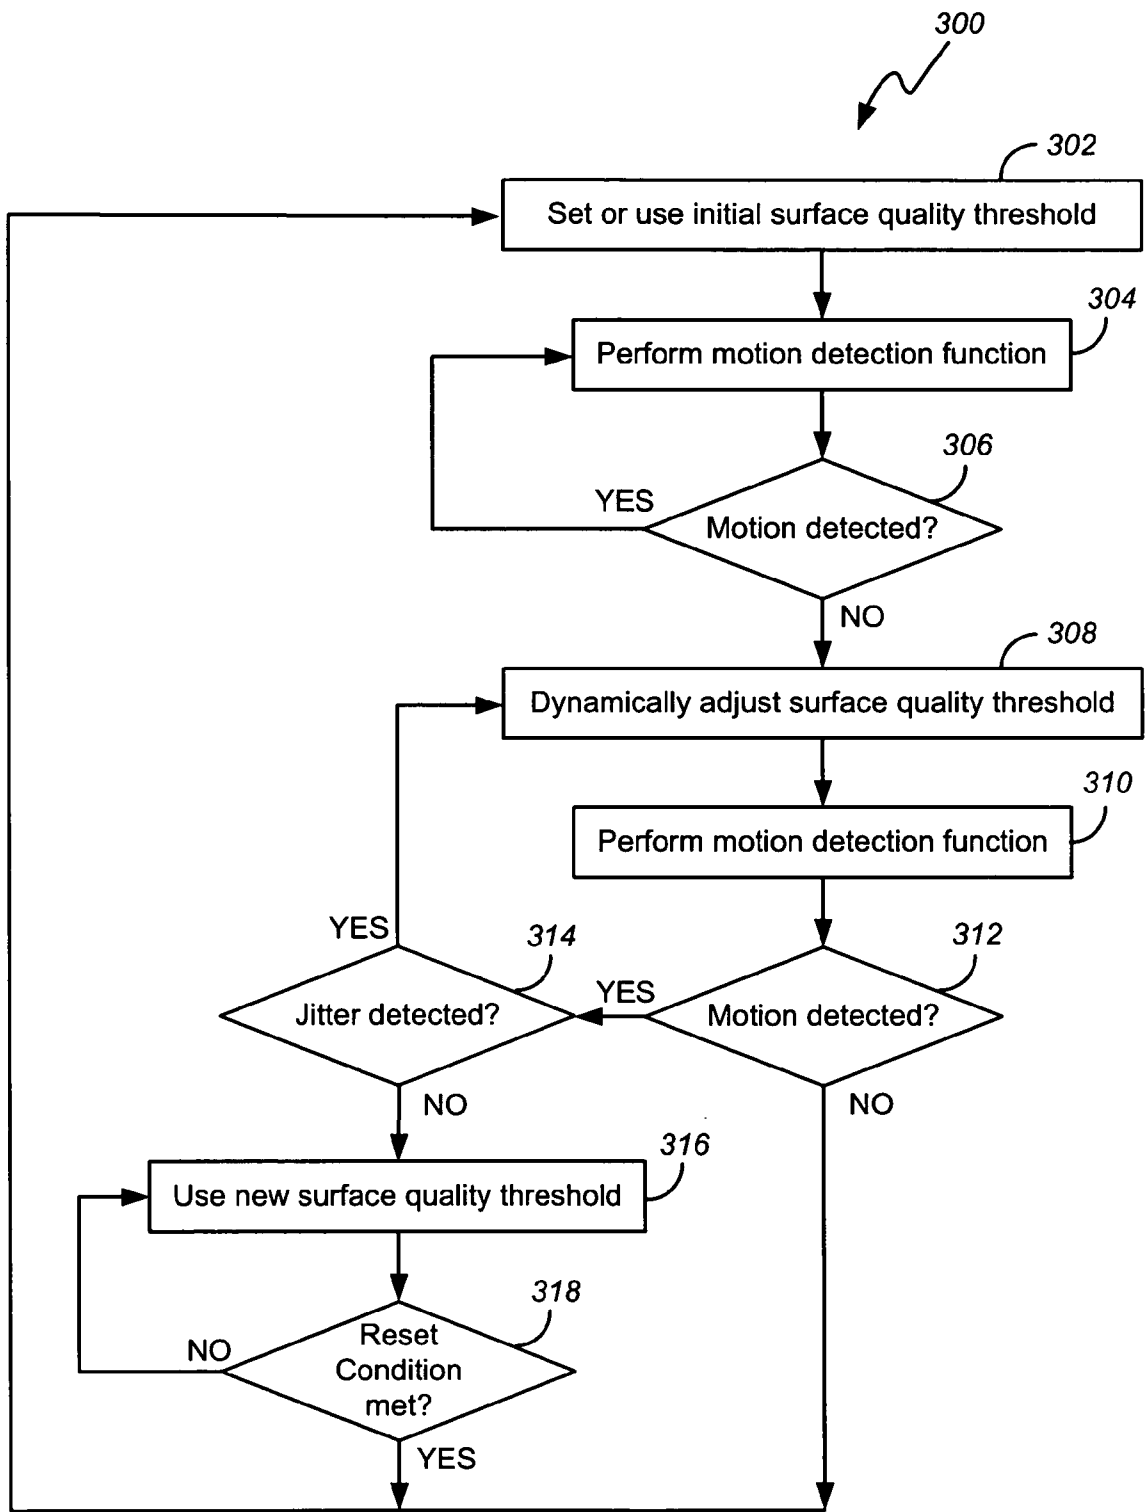 300
302
Set or use initial surface quality threshold
304
Perform motion detection function
306
YES
Motion detected?
NO
308
Dynamically adjust surface quality threshold
310
Perform motion detection function
YES
314
312
Jitter detected?
YES
Motion detected?
NO
NO
316
Use new surface quality threshold
318
NO
Reset
Condition
met?
YES